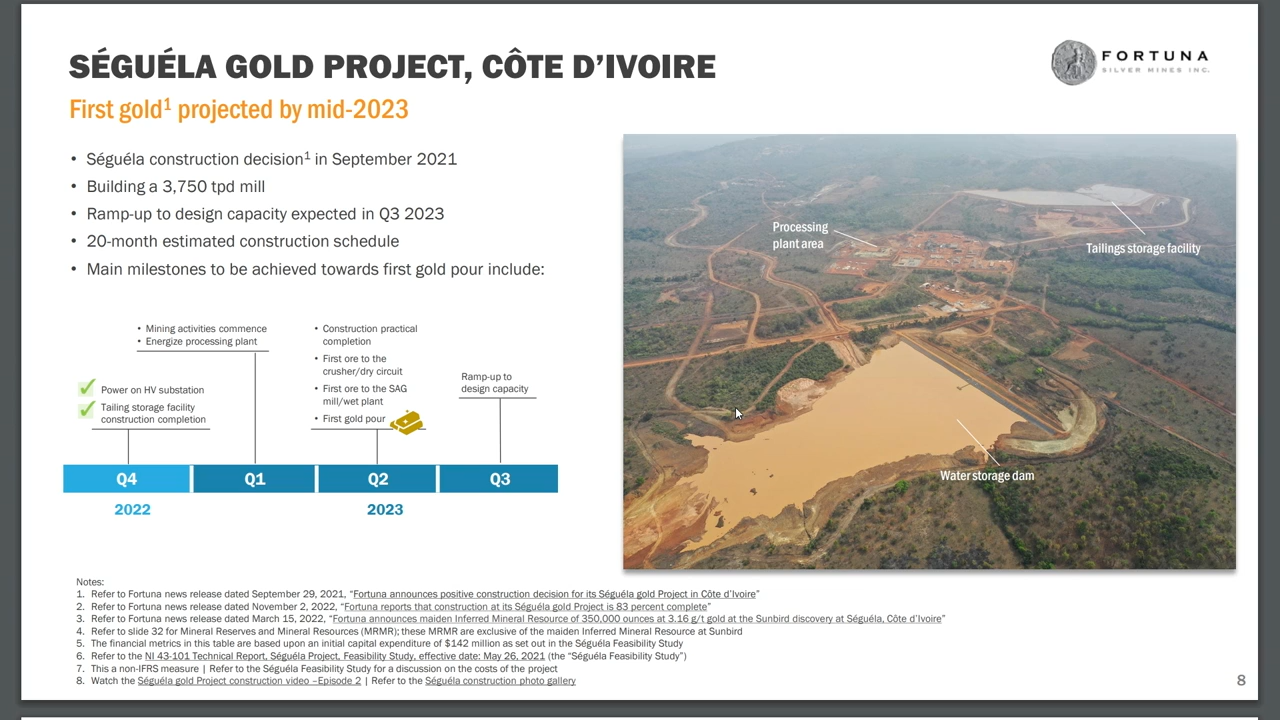 SÉGUÉLA GOLD PROJECT, CÔTE D’IVOIRE
FORTUNA
SILVER MINES INC.
First gold¹ projected by mid-2023
• Séguéla construction decision¹ in September 2021
• Building a 3,750 tpd mill
• Ramp-up to design capacity expected in Q3 2023
• 20-month estimated construction schedule
• Main milestones to be achieved towards first gold pour include:
• Mining activities commence
• Energize processing plant
• Construction practical
completion
• First ore to the
crusher/dry circuit
• First ore to the SAG
mill/wet plant
• First gold pour
Ramp-up to
design capacity
Power on HV substation
Tailing storage facility
construction completion
Q4
Q1
Q2
Q3
2022
2023
Processing
plant area
Tailings storage facility
Water storage dam
Notes:
1. Refer to Fortuna news release dated September 29, 2021, “Fortuna announces positive construction decision for its Séguéla gold Project in Côte d’Ivoire”
2. Refer to Fortuna news release dated November 2, 2022, “Fortuna reports that construction at its Séguéla gold Project is 83 percent complete”
3. Refer to Fortuna news release dated March 15, 2022, “Fortuna announces maiden Inferred Mineral Resource of 350,000 ounces at 3.16 g/t gold at the Sunbird discovery at Séguéla, Côte d’Ivoire”
4. Refer to slide 32 for Mineral Reserves and Mineral Resources (MRMR); these MRMR are exclusive of the maiden Inferred Mineral Resource at Sunbird
5. The financial metrics in this table are based upon an initial capital expenditure of $142 million as set out in the Séguéla Feasibility Study
6. Refer to the NI 43-101 Technical Report, Séguéla Project, Feasibility Study, effective date: May 26, 2021 (the “Séguéla Feasibility Study”)
7. This a non-IFRS measure | Refer to the Séguéla Feasibility Study for a discussion on the costs of the project
8. Watch the Séguéla gold Project construction video –Episode 2 | Refer to the Séguéla construction photo gallery
8